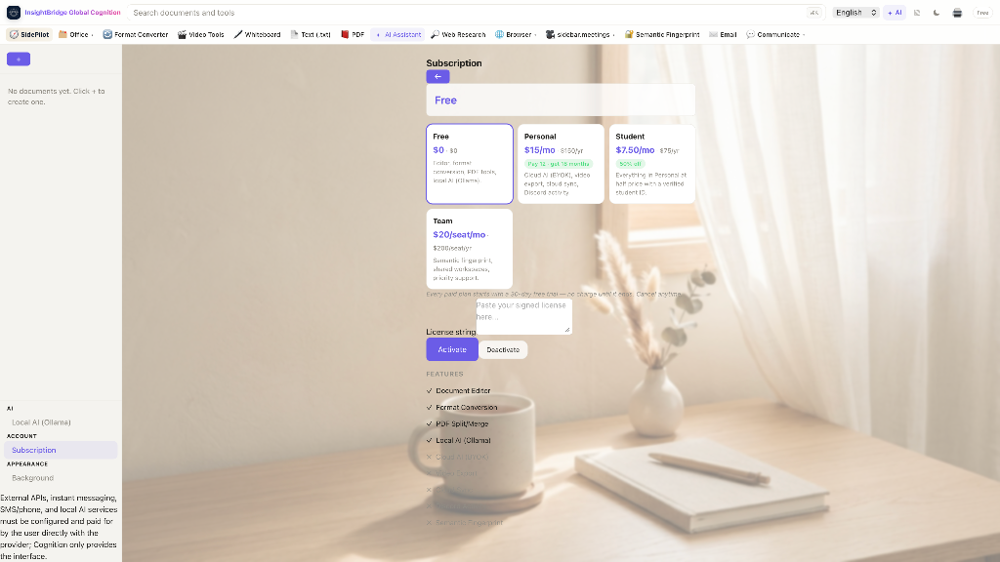 InsightBridge Global Cognition
Search documents and tools
⌘K
English
+ AI
Free
SidePilot
Office
Format Converter
Video Tools
Whiteboard
Text (.txt)
PDF
AI Assistant
Web Research
Browser
sidebar.meetings
Semantic Fingerprint
Email
Communicate
+
No documents yet. Click + to
create one.
AI
Local AI (Ollama)
ACCOUNT
Subscription
APPEARANCE
Background
External APIs, instant messaging,
SMS/phone, and local AI services
must be configured and paid for
by the user directly with the
provider; Cognition only provides
the interface.
Subscription
←
Free
Free
$0 · $0
Editor, format
conversion, PDF tools,
local AI (Ollama).
Personal
$15/mo · $150/yr
Pay 12 · get 18 months
Cloud AI (BYOK), video
export, cloud sync,
Discord activity.
Student
$7.50/mo · $75/yr
50% off
Everything in Personal at
half price with a verified
student ID.
Team
$20/seat/mo ·
$200/seat/yr
Semantic fingerprint,
shared workspaces,
priority support.
Every paid plan starts with a 30-day free trial — no charge until it ends. Cancel anytime.
Paste your signed license
here...
License string
Activate
Deactivate
FEATURES
✓ Document Editor
✓ Format Conversion
✓ PDF Split/Merge
✓ Local AI (Ollama)
✕ Cloud AI (BYOK)
✕ Video Export
✕ Semantic Fingerprint